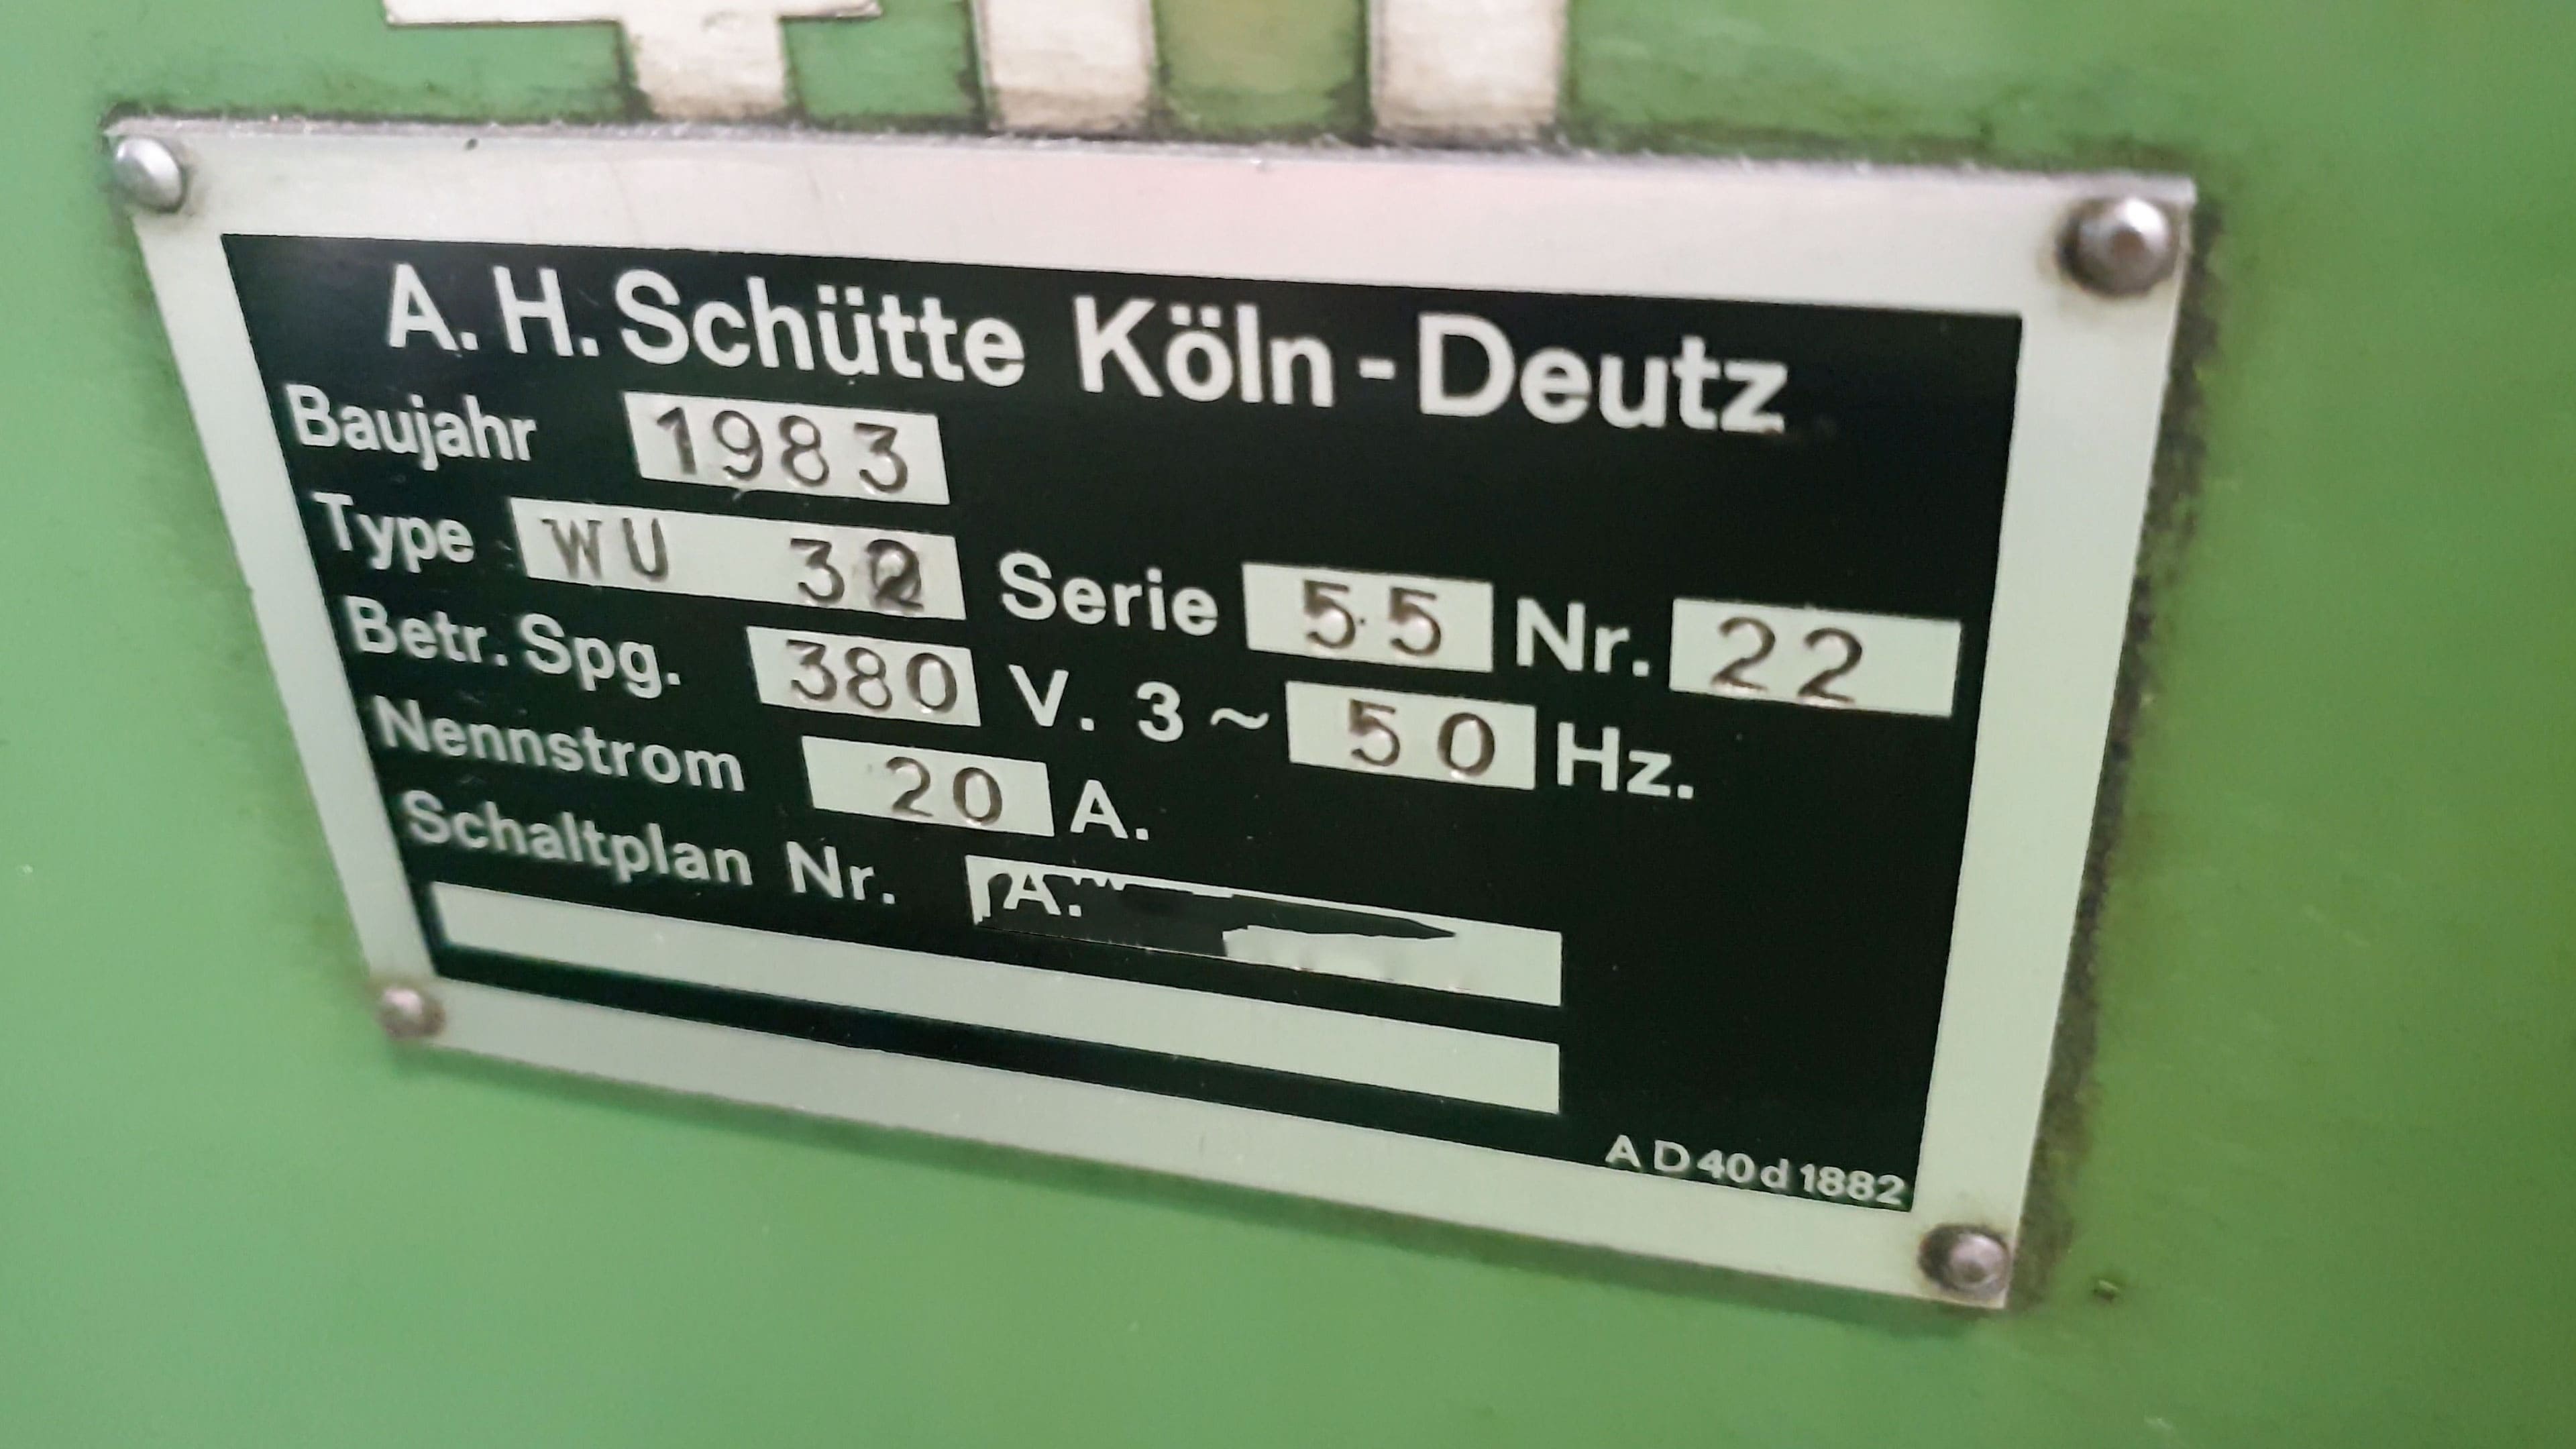 A. H. Schütte Köln-Deutz
Baujahr 1983
Type WU 32 Serie 55 Nr. 22
Betr. Spg. 380 V. 3 ~ 50 Hz.
Nennstrom 20 A.
Schaltplan Nr. A.
A D 40 d 1882